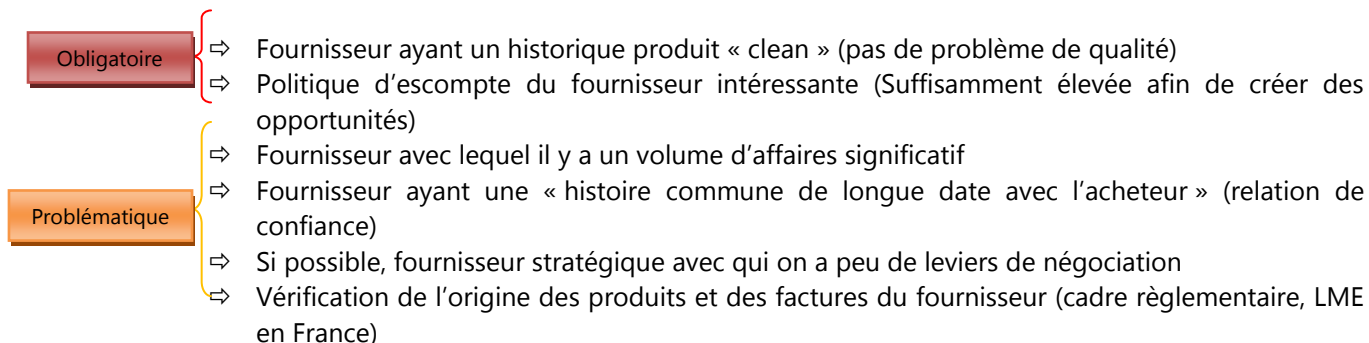 Obligatoire
⇨ Fournisseur ayant un historique produit « clean » (pas de problème de qualité)
⇨ Politique d’escompte du fournisseur intéressante (Suffisamment élevée afin de créer des
opportunités)
Problématique
⇨ Fournisseur avec lequel il y a un volume d’affaires significatif
⇨ Fournisseur ayant une « histoire commune de longue date avec l’acheteur » (relation de
confiance)
⇨ Si possible, fournisseur stratégique avec qui on a peu de leviers de négociation
⇨ Vérification de l’origine des produits et des factures du fournisseur (cadre règlementaire, LME
en France)